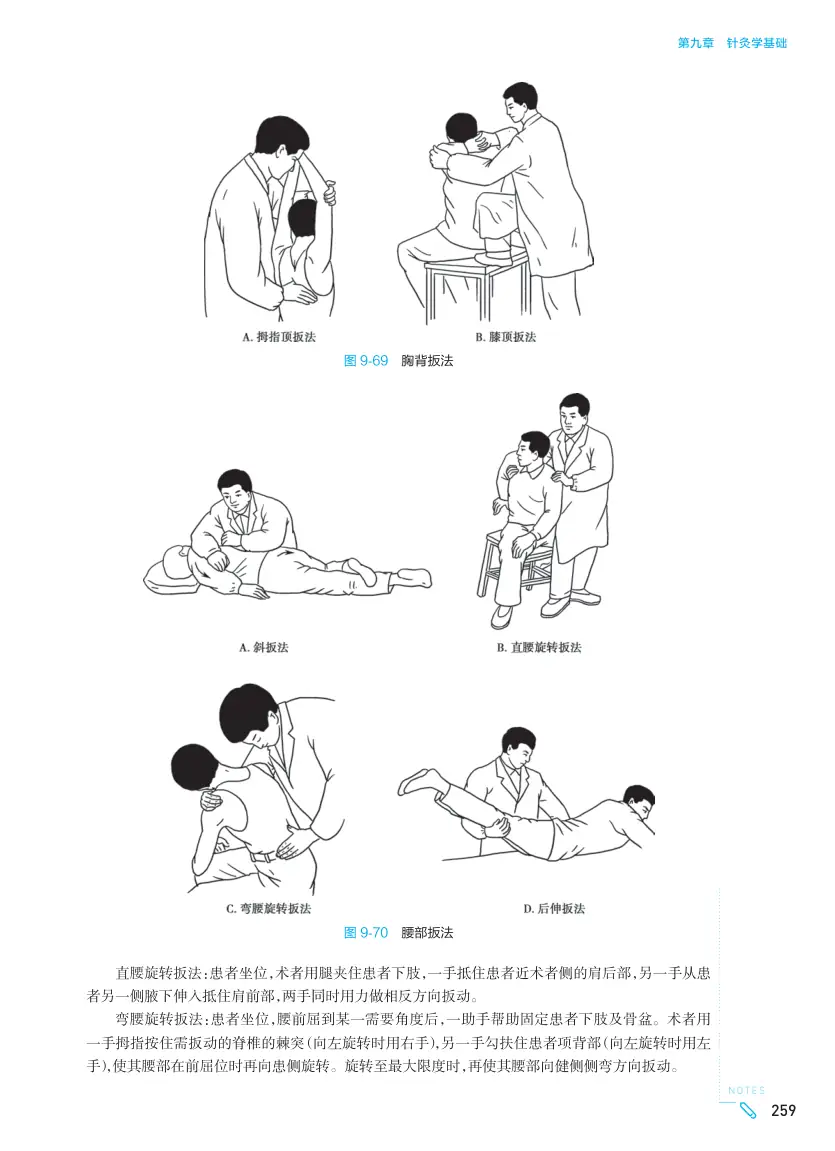 第九章 针灸学基础
A. 拇指顶扳法
B. 膝顶扳法
图 9-69 胸背扳法
A. 斜扳法
B. 直腰旋转扳法
C. 弯腰旋转扳法
D. 后伸扳法
图 9-70 腰部扳法
直腰旋转扳法:患者坐位,术者用腿夹住患者下肢,一手抵住患者近术者侧的肩后部,另一手从患
者另一侧腋下伸入抵住肩前部,两手同时用力做相反方向扳动。
弯腰旋转扳法:患者坐位,腰前屈到某一需要角度后,一助手帮助固定患者下肢及骨盆。术者用
一手拇指按住需扳动的脊椎的棘突(向左旋转时用右手),另一手勾扶住患者项背部(向左旋转时用左
手),使其腰部在前屈位时再向患侧旋转。旋转至最大限度时,再使其腰部向健侧侧弯方向扳动。
NOTES
259